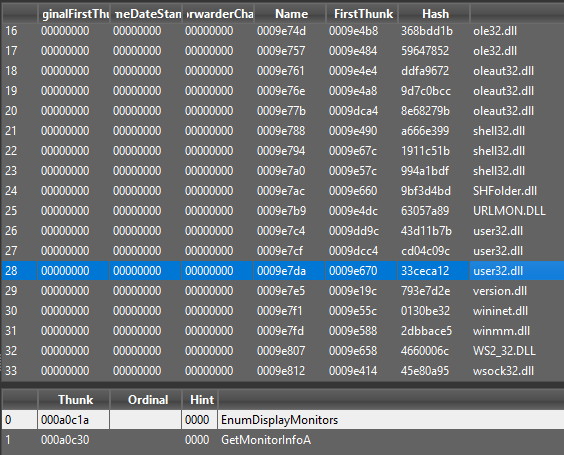 ginalFirstThu meDateStan orwarderCha Name FirstThunk Hash
16 00000000 00000000 00000000 0009e74d 0009e4b8 368bdd1b ole32.dll
17 00000000 00000000 00000000 0009e757 0009e484 59647852 ole32.dll
18 00000000 00000000 00000000 0009e761 0009e4e4 ddfa9672 oleaut32.dll
19 00000000 00000000 00000000 0009e76e 0009e4a8 9d7c0bcc oleaut32.dll
20 00000000 00000000 00000000 0009e77b 0009dca4 8e68279b oleaut32.dll
21 00000000 00000000 00000000 0009e788 0009e490 a666e399 shell32.dll
22 00000000 00000000 00000000 0009e794 0009e67c 1911c51b shell32.dll
23 00000000 00000000 00000000 0009e7a0 0009e57c 994a1bdf shell32.dll
24 00000000 00000000 00000000 0009e7ac 0009e660 9bf3d4bd SHFolder.dll
25 00000000 00000000 00000000 0009e7b9 0009e4dc 63057a89 URLMON.DLL
26 00000000 00000000 00000000 0009e7c4 0009dd9c 43d11b7b user32.dll
27 00000000 00000000 00000000 0009e7cf 0009dcc4 cd04c09c user32.dll
28 00000000 00000000 00000000 0009e7da 0009e670 33ceca12 user32.dll
29 00000000 00000000 00000000 0009e7e5 0009e19c 793e7d2e version.dll
30 00000000 00000000 00000000 0009e7f1 0009e55c 0130be32 wininet.dll
31 00000000 00000000 00000000 0009e7fd 0009e588 2dbbace5 winmm.dll
32 00000000 00000000 00000000 0009e807 0009e658 4660006c WS2_32.DLL
33 00000000 00000000 00000000 0009e812 0009e414 45e80a95 wsock32.dll
Thunk Ordinal Hint
0 000a0c1a 0000 EnumDisplayMonitors
1 000a0c30 0000 GetMonitorInfoA